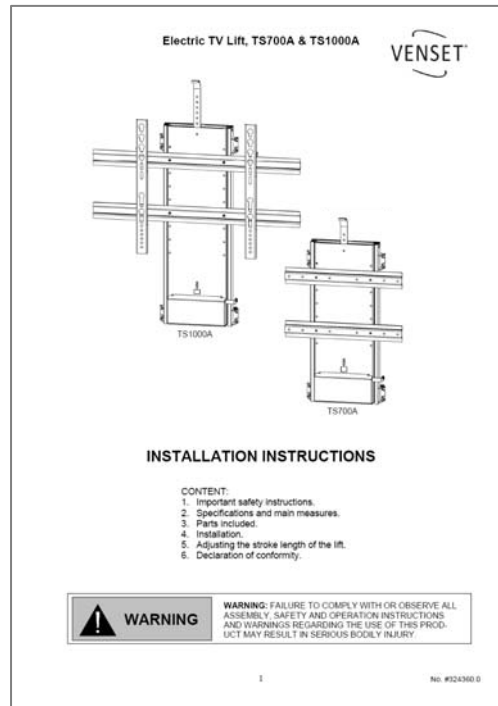 Electric TV Lift, TS700A & TS1000A
VENSET
TS1000A
TS700A
INSTALLATION INSTRUCTIONS
CONTENT:
1. Important safety instructions.
2. Specifications and main measures.
3. Parts included.
4. Installation.
5. Adjusting the stroke length of the lift.
6. Declaration of conformity.
WARNING
WARNING: FAILURE TO COMPLY WITH OR OBSERVE ALL
ASSEMBLY, SAFETY AND OPERATION INSTRUCTIONS
AND WARNINGS REGARDING THE USE OF THIS PROD-
UCT MAY RESULT IN SERIOUS BODILY INJURY.
1
No. #324360.0